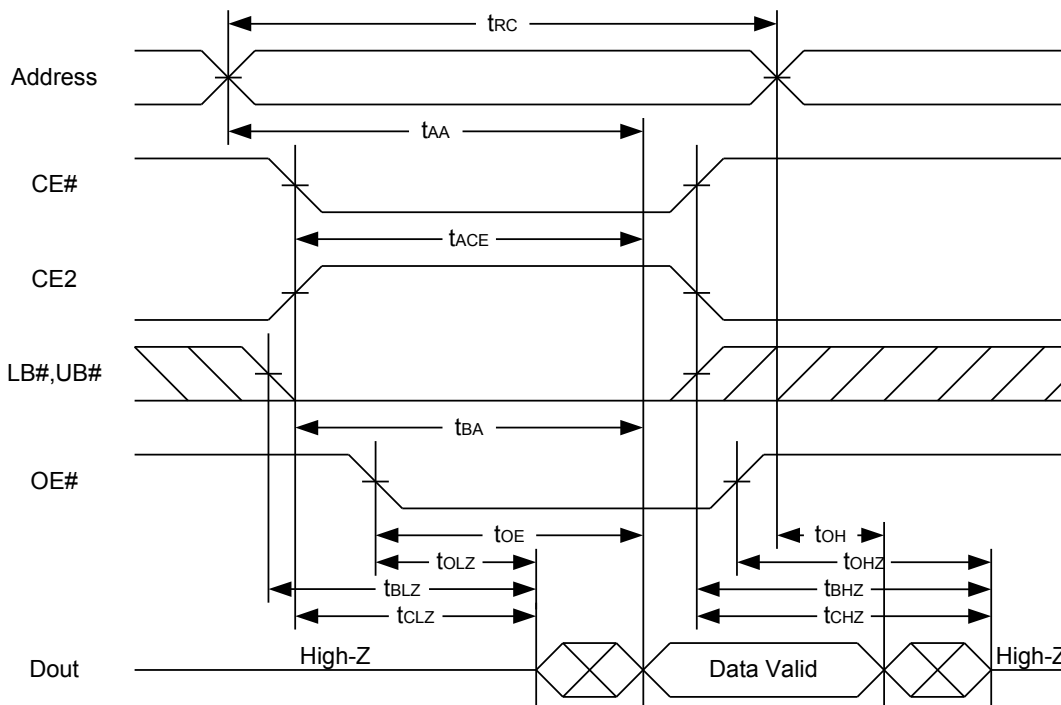 tRC
Address
tAA
CE#
tACE
CE2
LB#,UB#
tBA
OE#
tOE
tOH
tOLZ
tOHZ
tBLZ
tBHZ
tCLZ
tCHZ
High-Z
Dout
Data Valid
High-Z